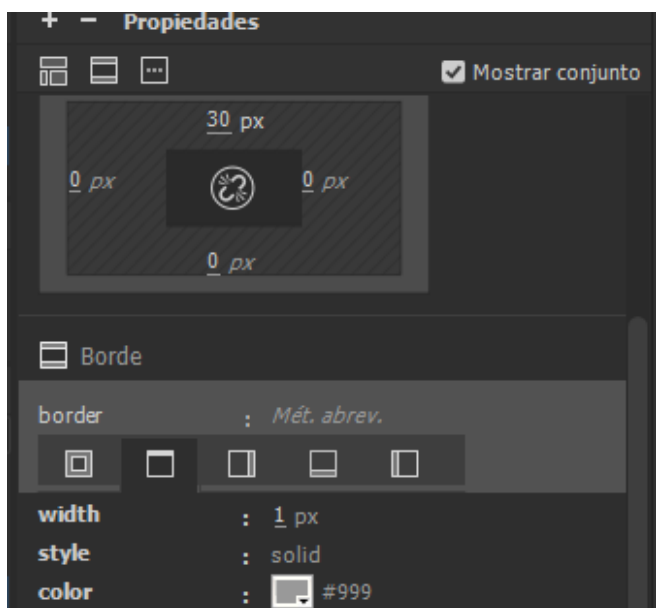 + − Propiedades
Mostrar conjunto
30 px
0 px 0 px
0 px
Borde
border : Mét. abrev.
width : 1 px
style : solid
color : #999